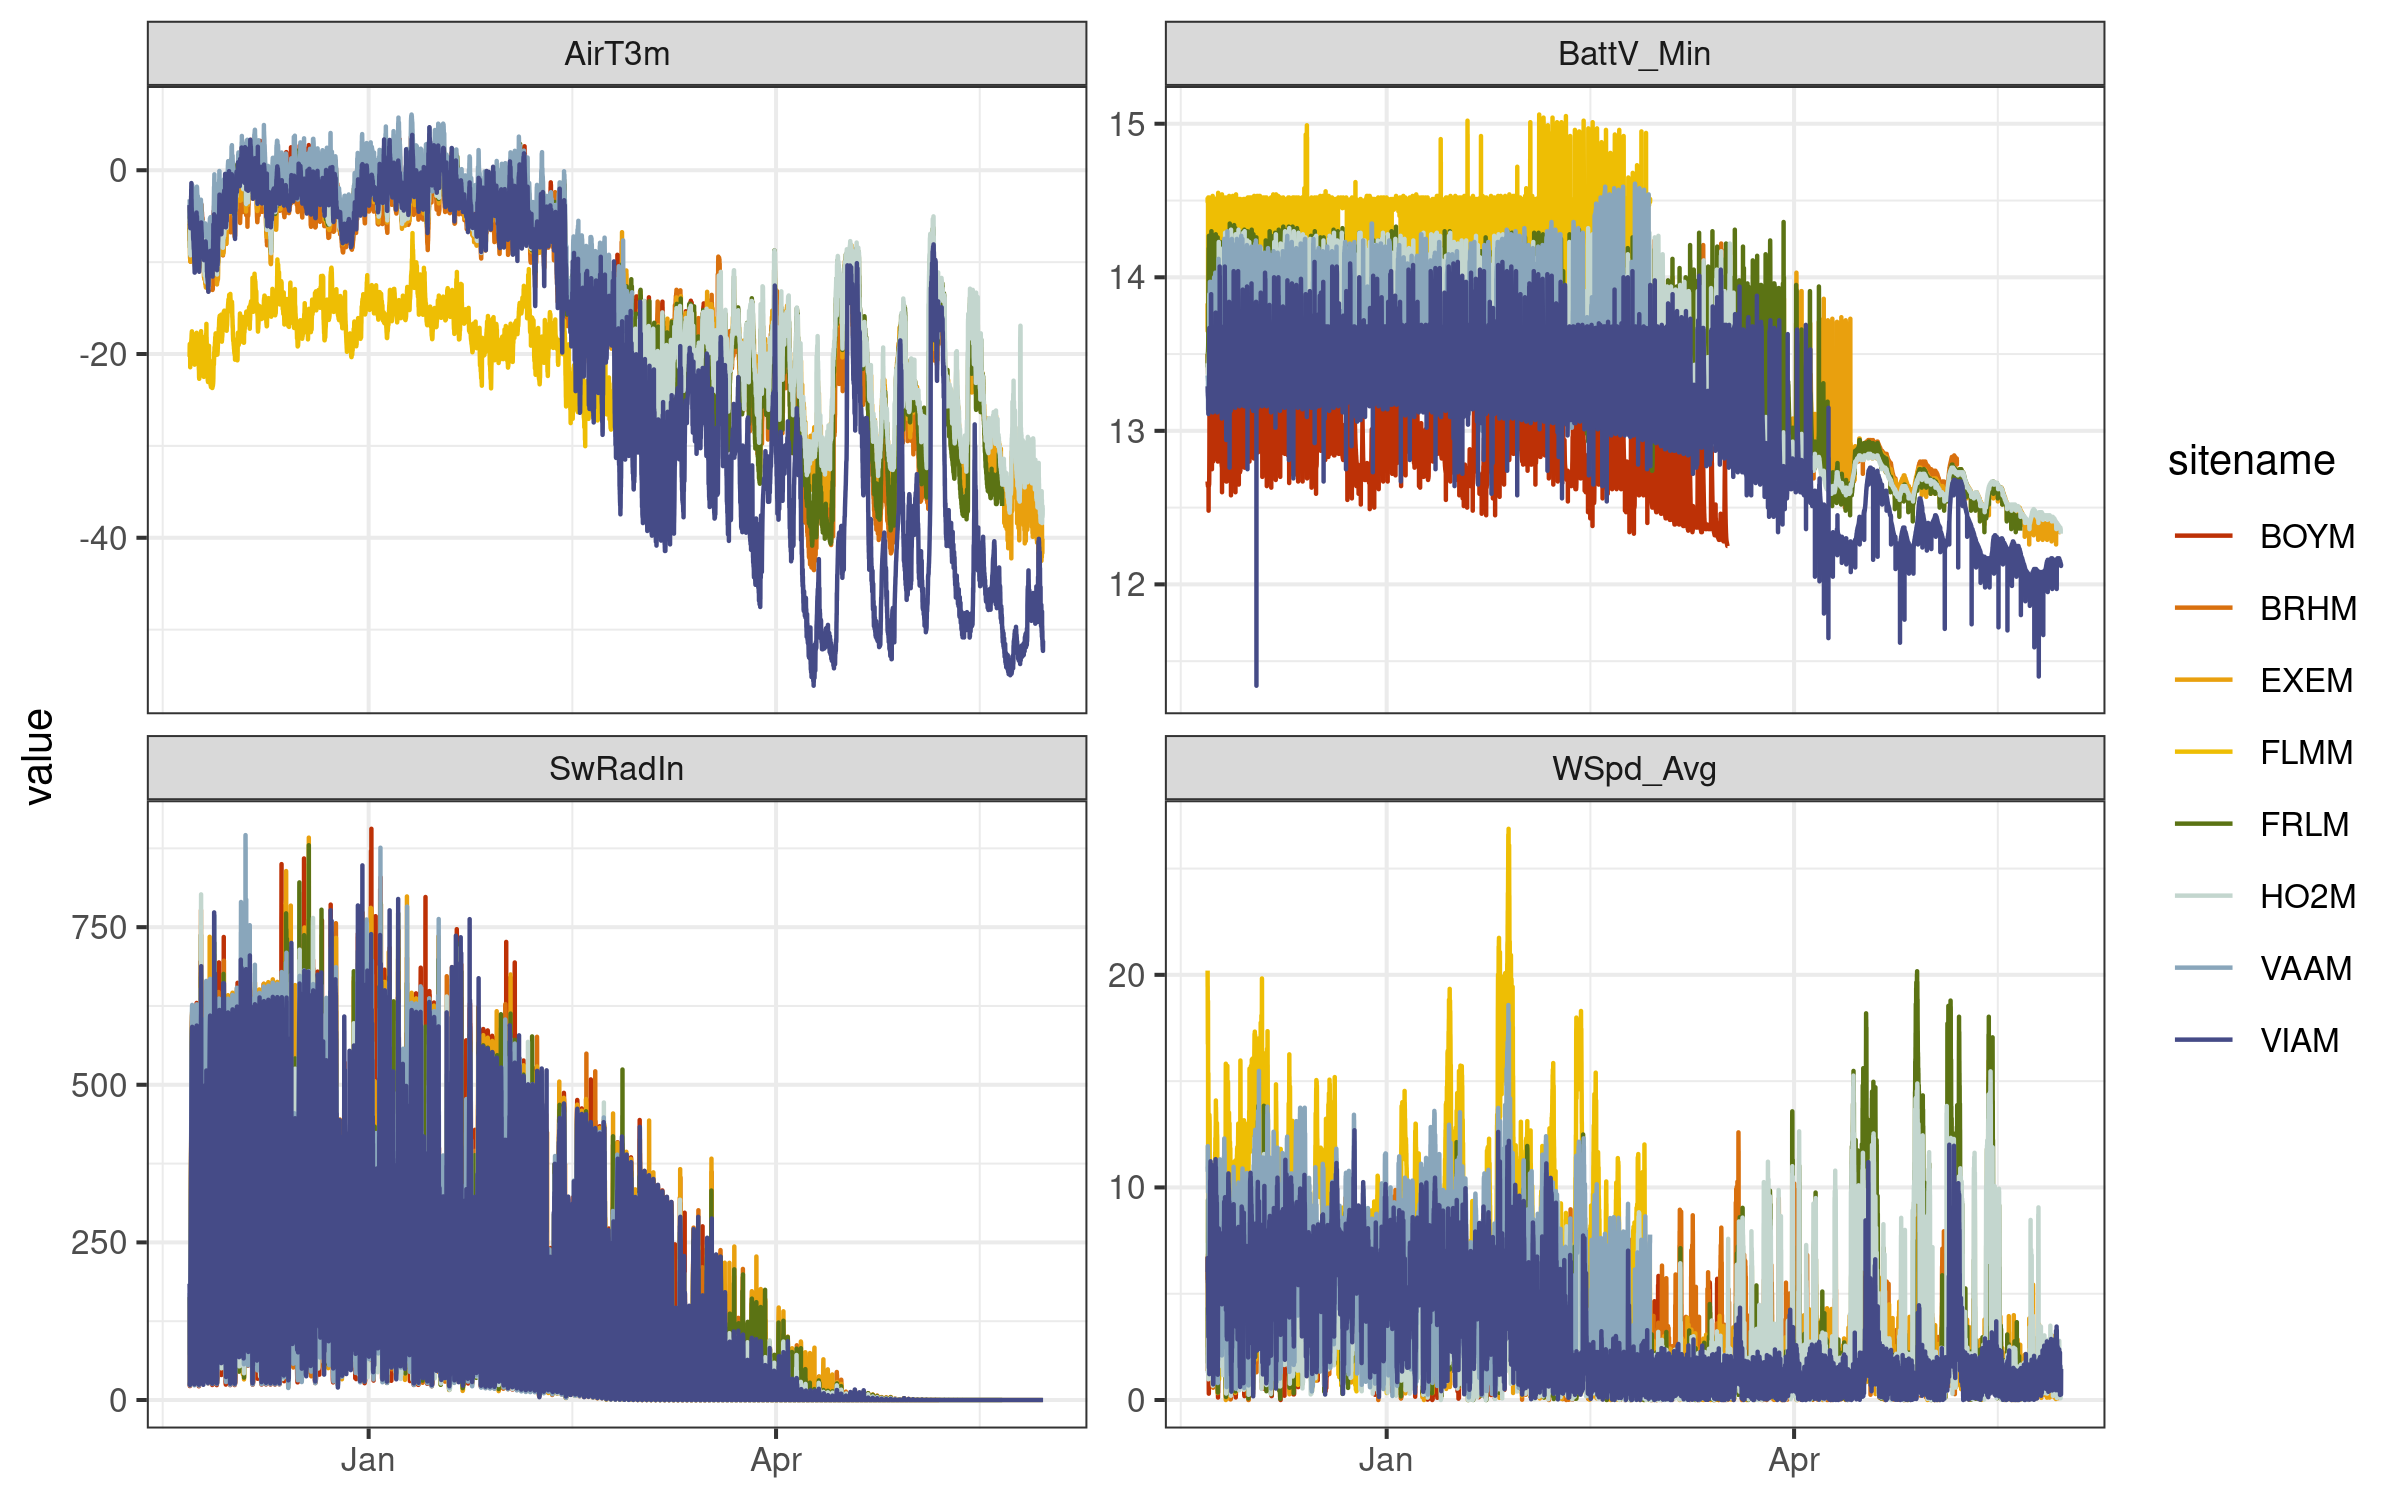 AirT3m
BattV_Min
0
-20
-40
15
14
13
12
SwRadIn
WSpd_Avg
750
500
250
0
20
10
0
Jan
Apr
Jan
Apr
value
sitename
BOYM
BRHM
EXEM
FLMM
FRLM
HO2M
VAAM
VIAM